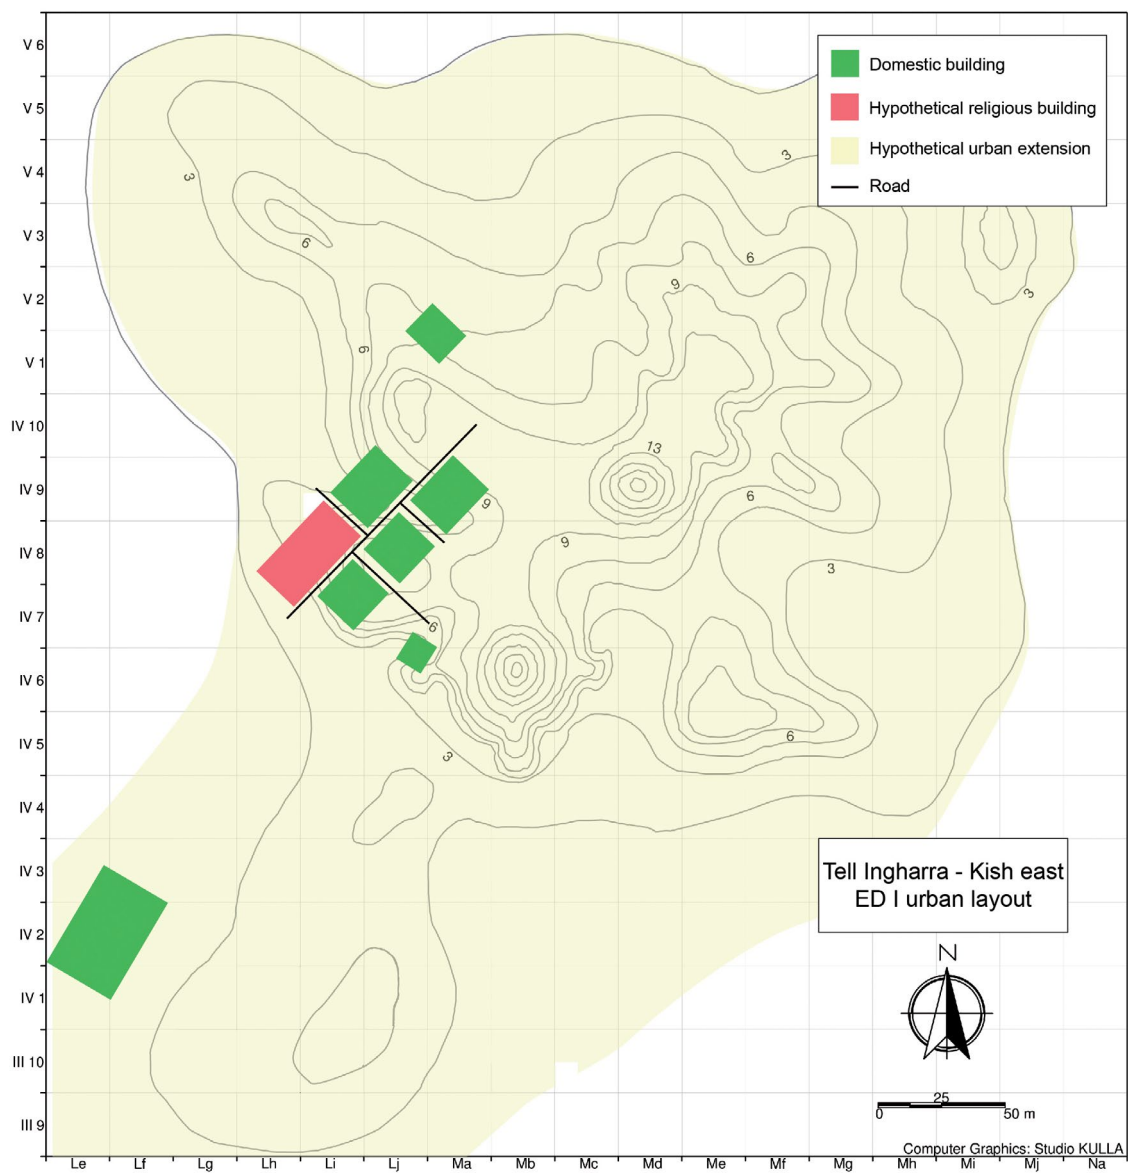 V 6
V 5
V 4
V 3
V 2
V 1
IV 10
IV 9
IV 8
IV 7
IV 6
IV 5
IV 4
IV 3
IV 2
IV 1
III 10
III 9
Domestic building
Hypothetical religious building
Hypothetical urban extension
Road
3
3
6
6
9
3
6
13
9
6
9
3
6
6
3
Tell Ingharra - Kish east
ED I urban layout
N
25
0 50 m
Computer Graphics: Studio KULLA
Le Lf Lg Lh Li Lj Ma Mb Mc Md Me Mf Mg Mh Mi Mj Na